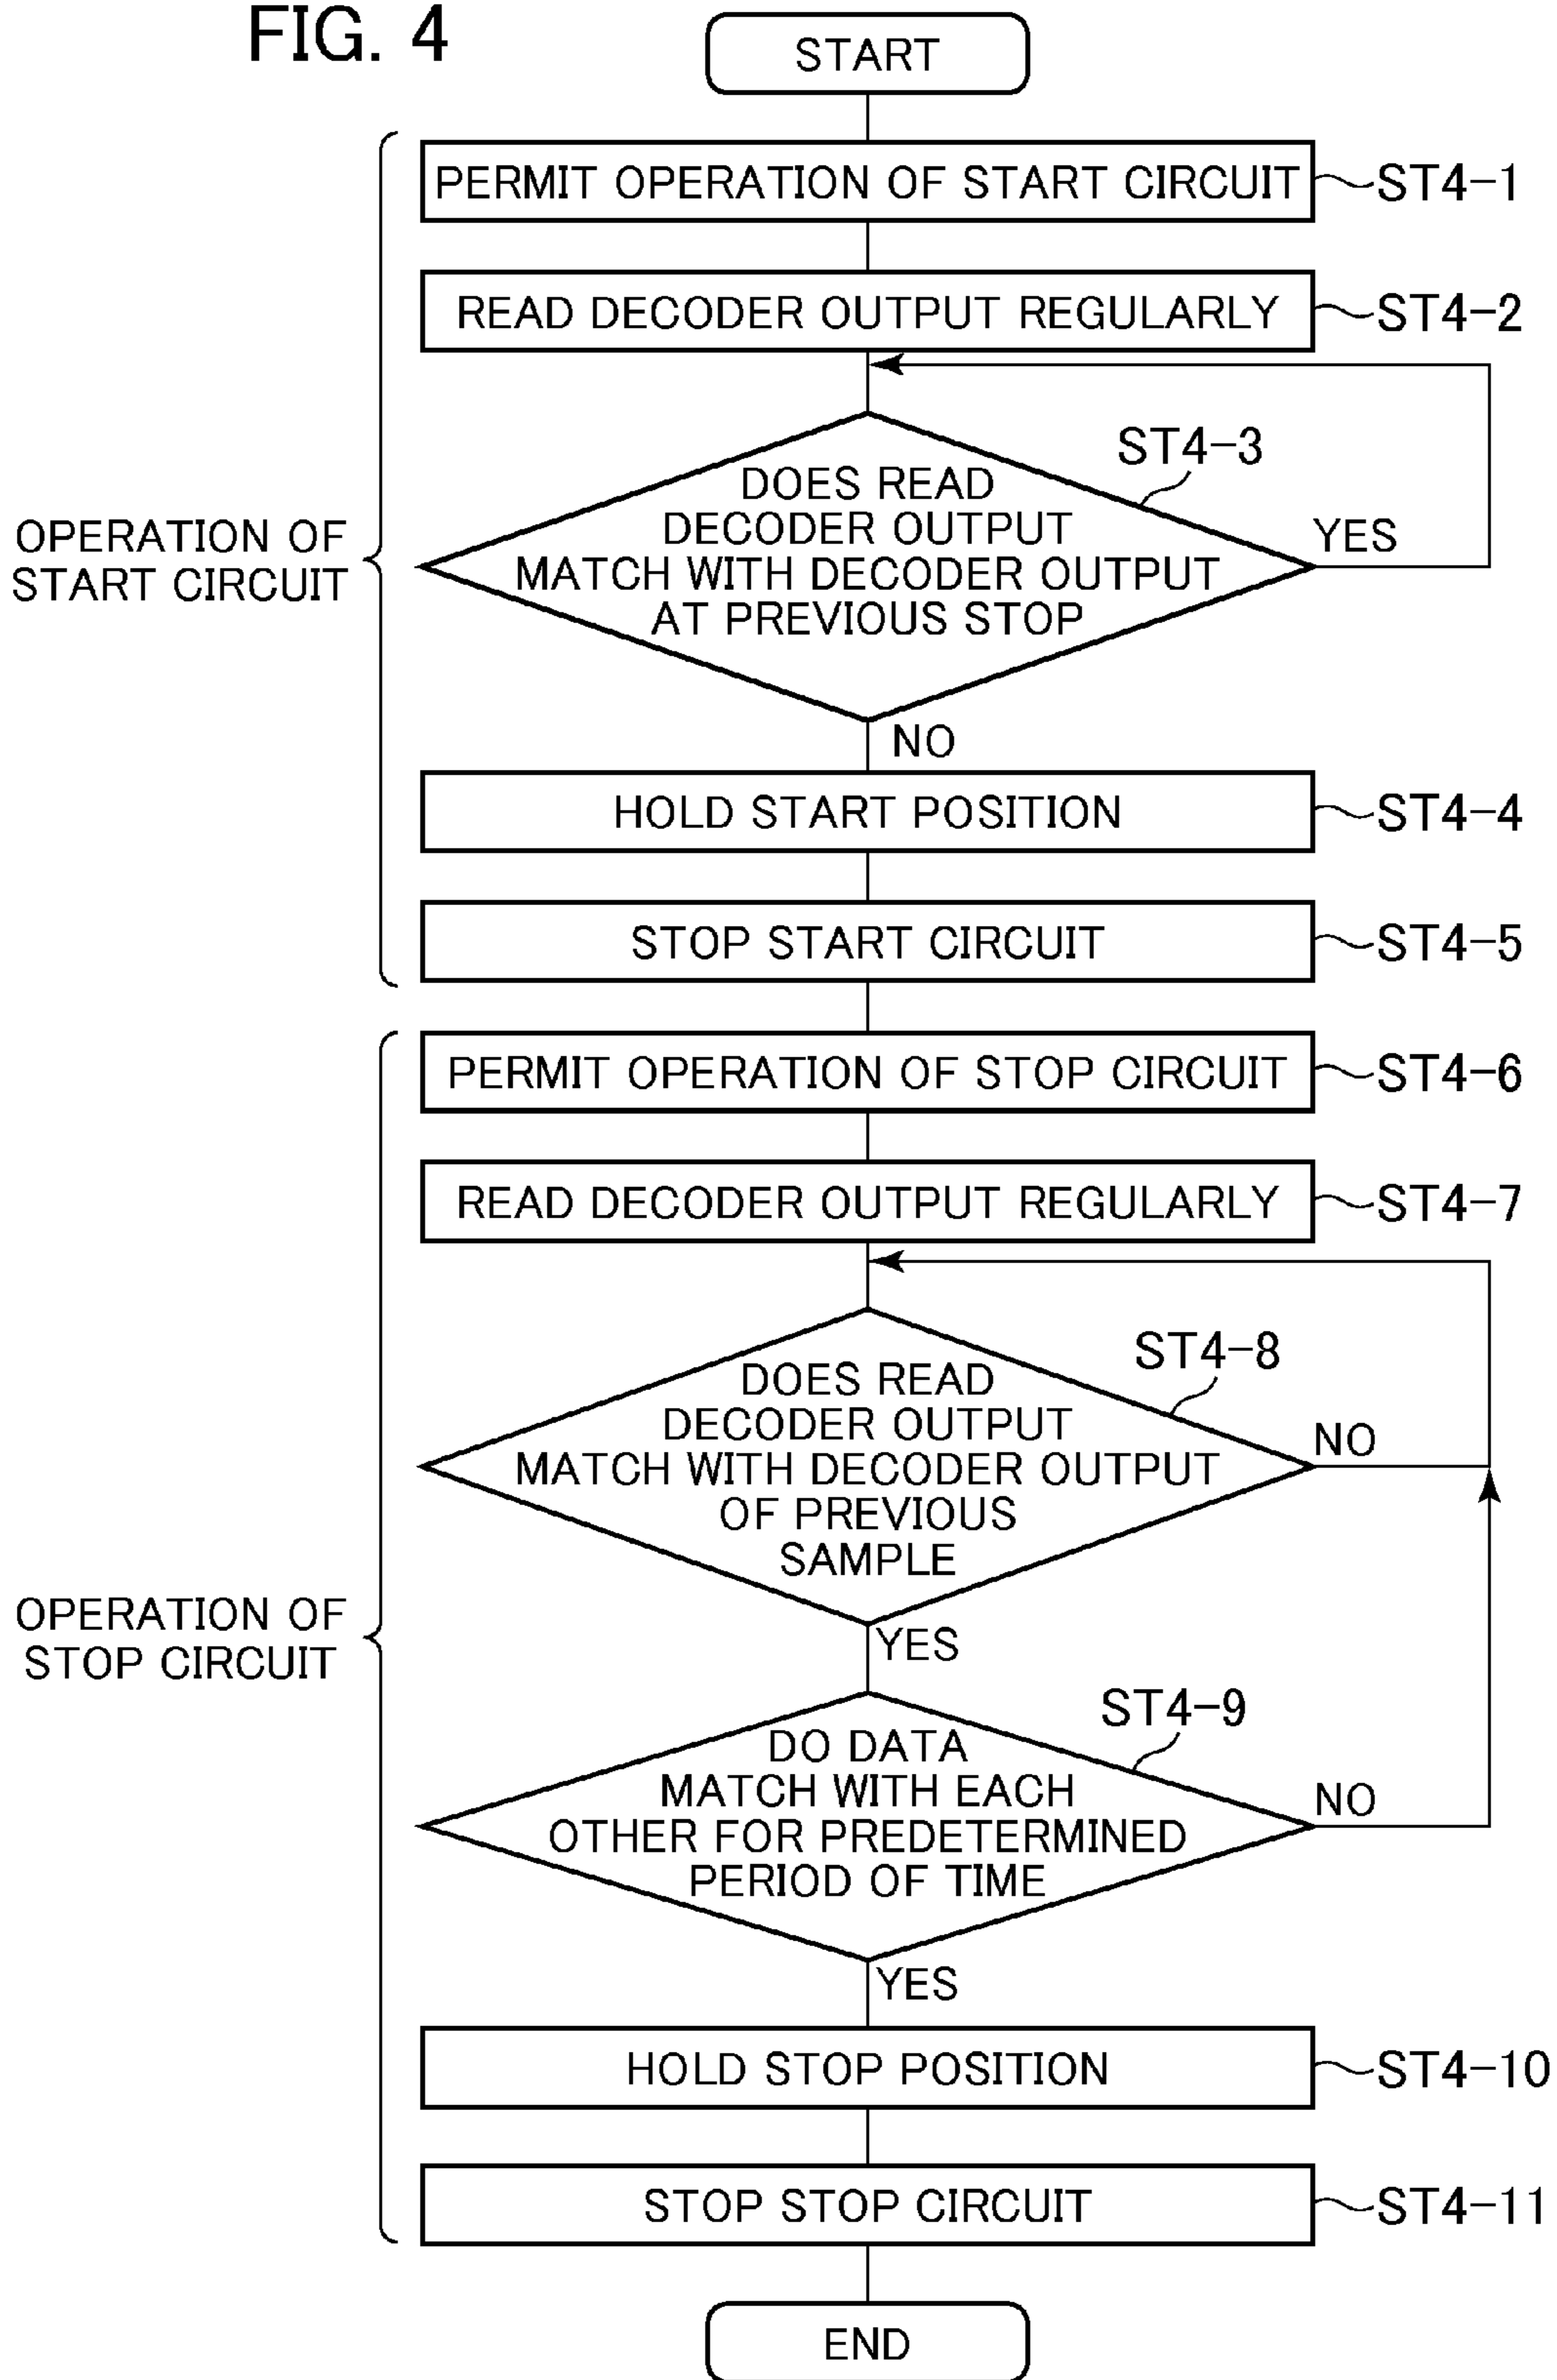 FIG. 4
START
PERMIT OPERATION OF START CIRCUIT
ST4-1
READ DECODER OUTPUT REGULARLY
ST4-2
ST4-3
DOES READ
DECODER OUTPUT
MATCH WITH DECODER OUTPUT
AT PREVIOUS STOP
YES
OPERATION OF
START CIRCUIT
NO
HOLD START POSITION
ST4-4
STOP START CIRCUIT
ST4-5
PERMIT OPERATION OF STOP CIRCUIT
ST4-6
READ DECODER OUTPUT REGULARLY
ST4-7
ST4-8
DOES READ
DECODER OUTPUT
MATCH WITH DECODER OUTPUT
OF PREVIOUS
SAMPLE
NO
OPERATION OF
STOP CIRCUIT
YES
ST4-9
DO DATA
MATCH WITH EACH
OTHER FOR PREDETERMINED
PERIOD OF TIME
NO
YES
HOLD STOP POSITION
ST4-10
STOP STOP CIRCUIT
ST4-11
END